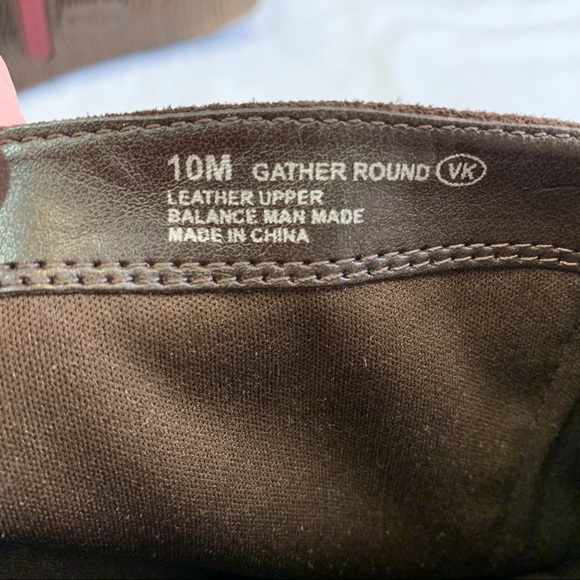 10M GATHER ROUND VK
LEATHER UPPER
BALANCE MAN MADE
MADE IN CHINA